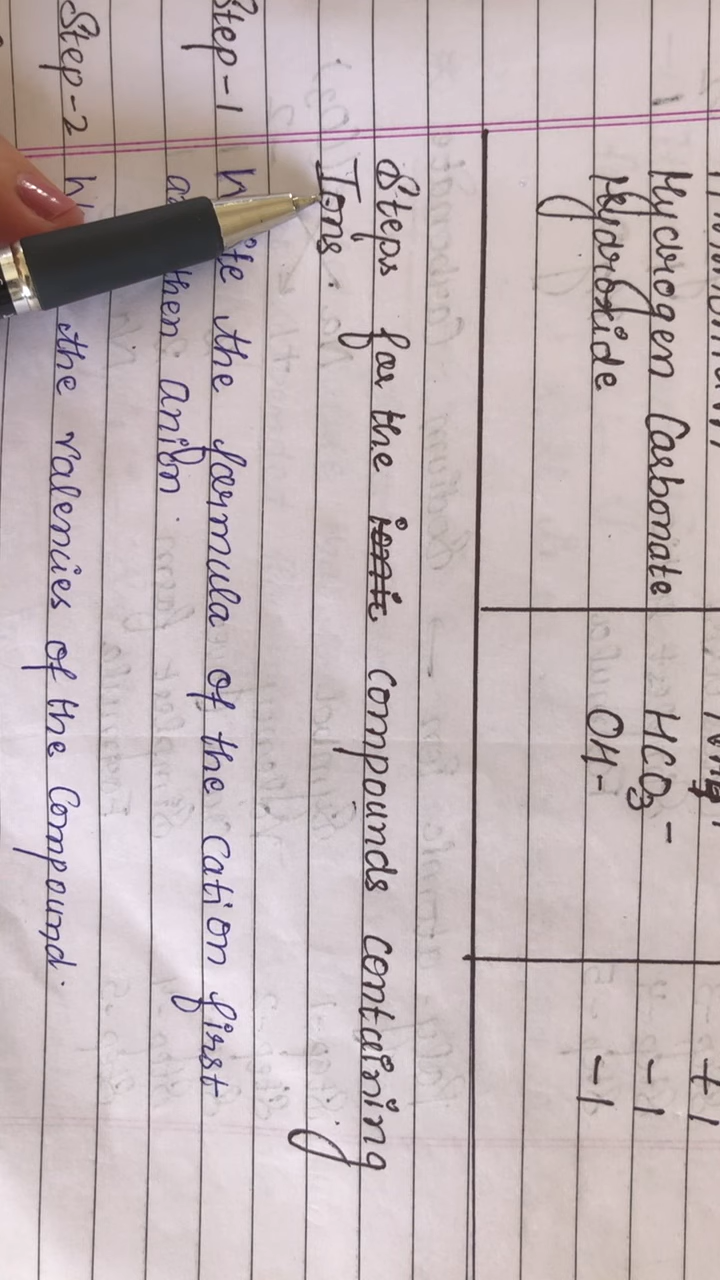 +1
Hydrogen Carbonate HCO₃⁻ -1
Hydroxide OH- -1
Steps for the compounds containing
Ions.
Step-1 the formula of the cation first
then anion.
Step-2 the valencies of the compound.